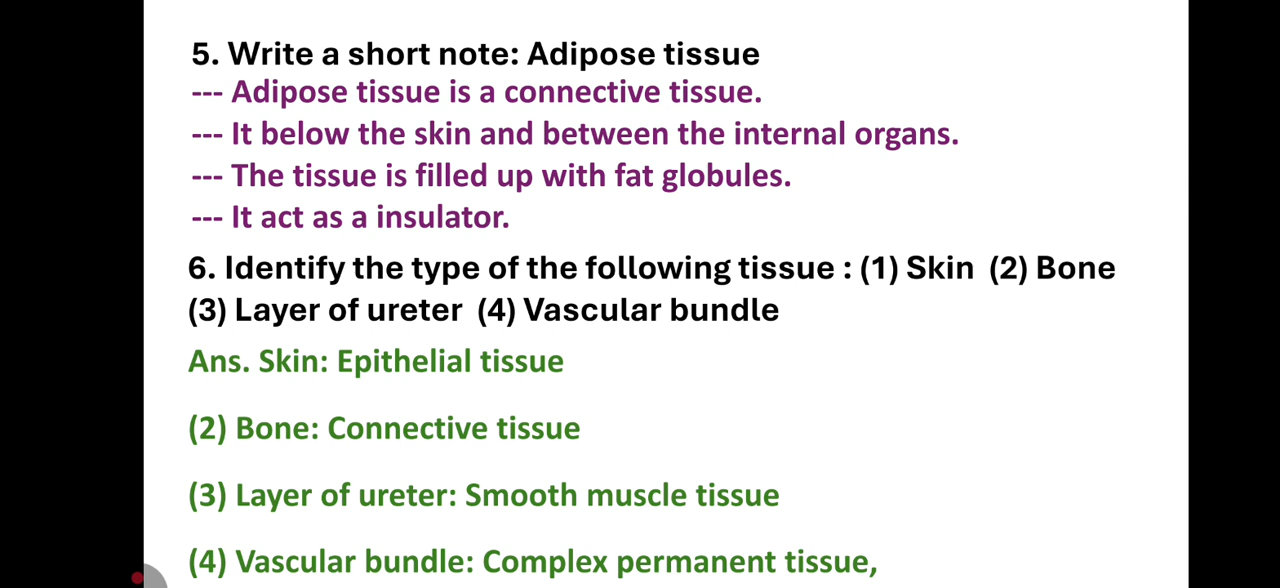 5. Write a short note: Adipose tissue
--- Adipose tissue is a connective tissue.
--- It below the skin and between the internal organs.
--- The tissue is filled up with fat globules.
--- It act as a insulator.
6. Identify the type of the following tissue : (1) Skin (2) Bone
(3) Layer of ureter (4) Vascular bundle
Ans. Skin: Epithelial tissue
(2) Bone: Connective tissue
(3) Layer of ureter: Smooth muscle tissue
(4) Vascular bundle: Complex permanent tissue,